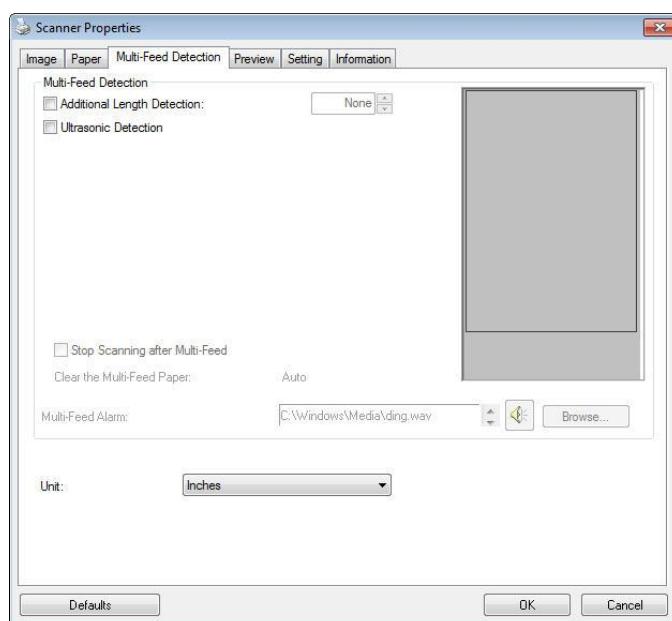 Scanner Properties
Image Paper Multi-Feed Detection Preview Setting Information
Multi-Feed Detection
Additional Length Detection: None
Ultrasonic Detection
Stop Scanning after Multi-Feed
Clear the Multi-Feed Paper: Auto
Multi-Feed Alarm: C:\Windows\Media\ding.wav Browse...
Unit: Inches
Defaults OK Cancel